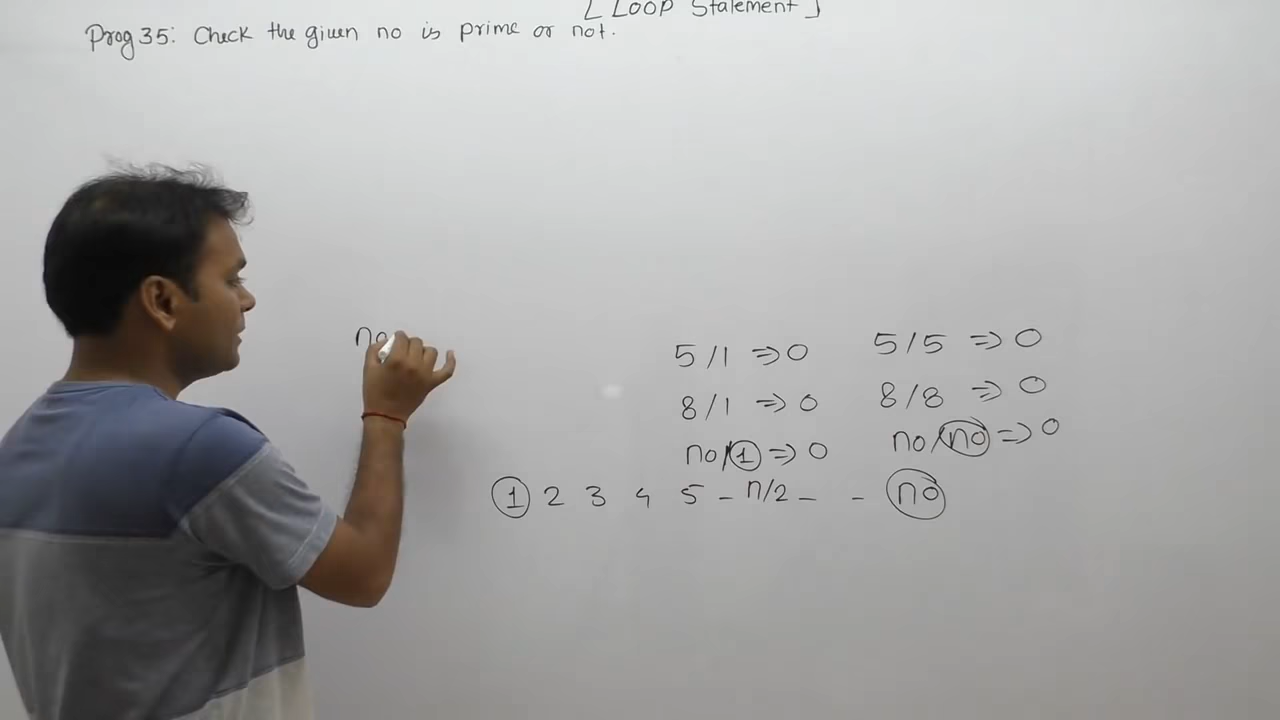 [ Loop Statement ]
Prog 35: Check the given no is prime or not.
no
5/1 => 0
5/5 => 0
8/1 => 0
8/8 => 0
no/1 => 0
no/no => 0
1 2 3 4 5 - n/2 - - no